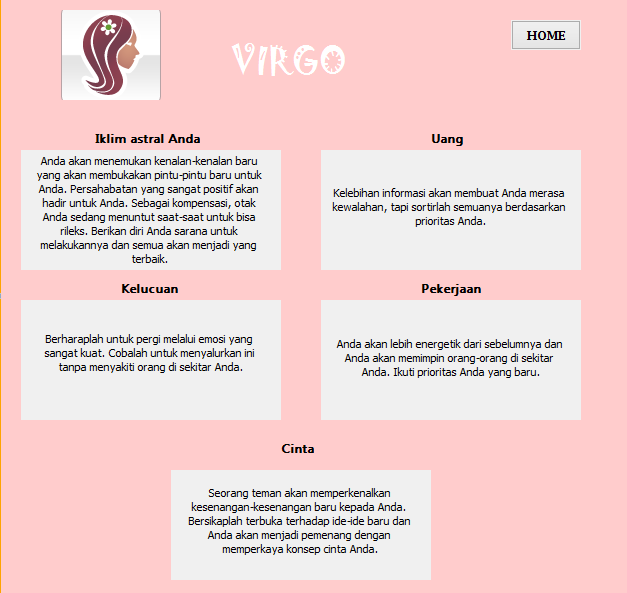 VIRGO
HOME
Iklim astral Anda
Anda akan menemukan kenalan-kenalan baru
yang akan membukakan pintu-pintu baru untuk
Anda. Persahabatan yang sangat positif akan
hadir untuk Anda. Sebagai kompensasi, otak
Anda sedang menuntut saat-saat untuk bisa
rileks. Berikan diri Anda sarana untuk
melakukannya dan semua akan menjadi yang
terbaik.
Uang
Kelebihan informasi akan membuat Anda merasa
kewalahan, tapi sortirlah semuanya berdasarkan
prioritas Anda.
Kelucuan
Berharaplah untuk pergi melalui emosi yang
sangat kuat. Cobalah untuk menyalurkan ini
tanpa menyakiti orang di sekitar Anda.
Pekerjaan
Anda akan lebih energetik dari sebelumnya dan
Anda akan memimpin orang-orang di sekitar
Anda. Ikuti prioritas Anda yang baru.
Cinta
Seorang teman akan memperkenalkan
kesenangan-kesenangan baru kepada Anda.
Bersikaplah terbuka terhadap ide-ide baru dan
Anda akan menjadi pemenang dengan
memperkaya konsep cinta Anda.